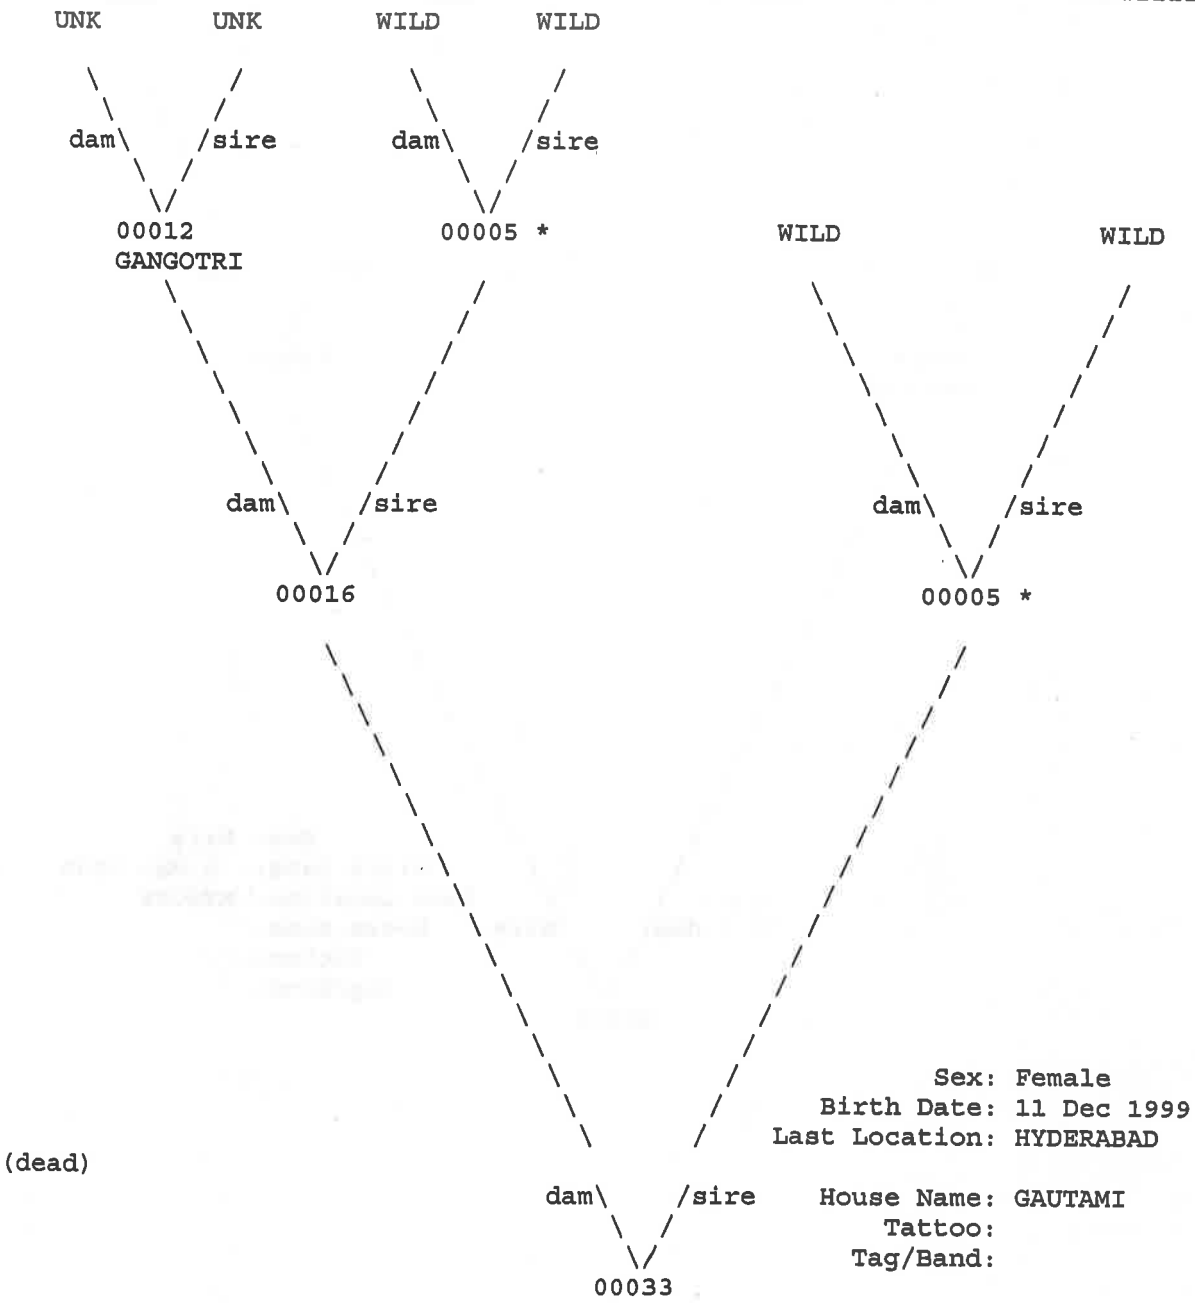 UNK UNK WILD WILD
dam sire dam sire
00012 00005 * WILD WILD
GANGOTRI
dam sire dam sire
00016 00005 *
Sex: Female
Birth Date: 11 Dec 1999
Last Location: HYDERABAD
(dead)
dam sire House Name: GAUTAMI
Tattoo:
Tag/Band:
00033